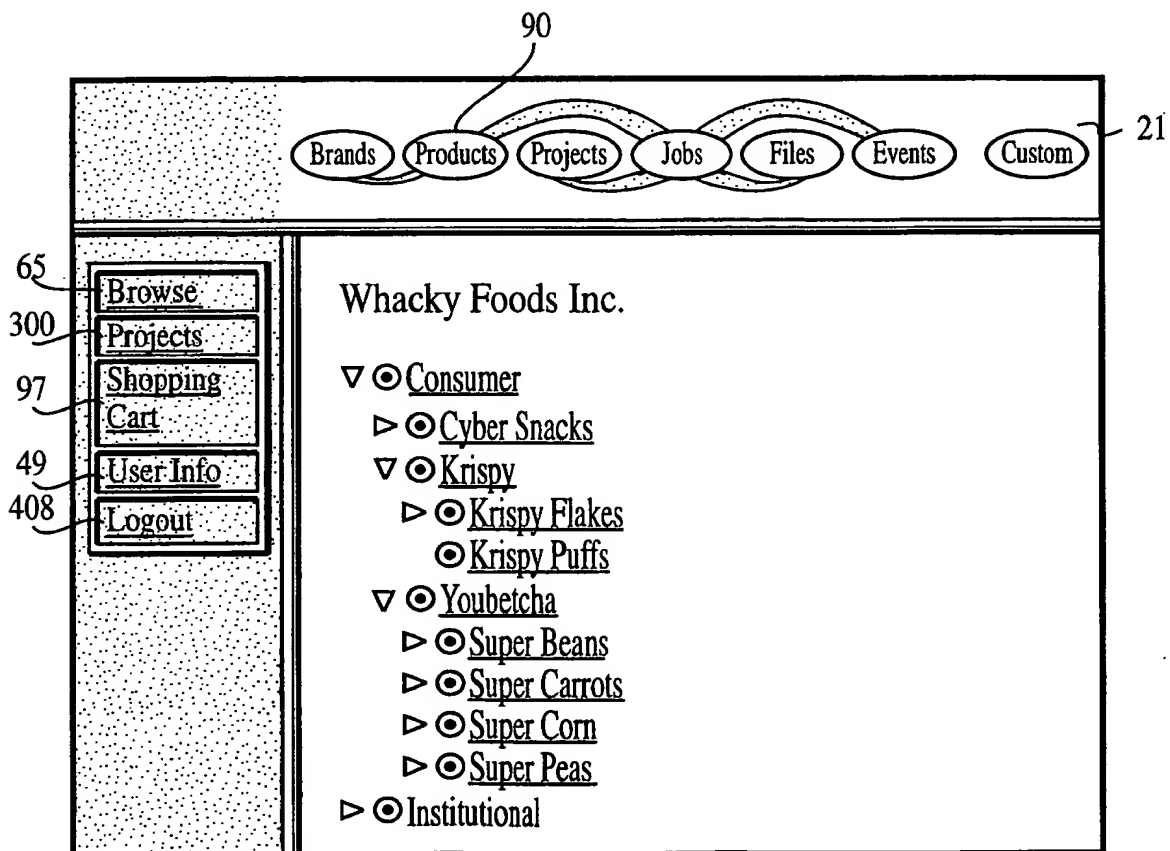 90
21
Brands Products Projects Jobs Files Events Custom
65
Browse
300
Projects
97
Shopping
Cart
49
User Info
408
Logout
Whacky Foods Inc.
Consumer
Cyber Snacks
Krispy
Krispy Flakes
Krispy Puffs
Youbetcha
Super Beans
Super Carrots
Super Corn
Super Peas
Institutional